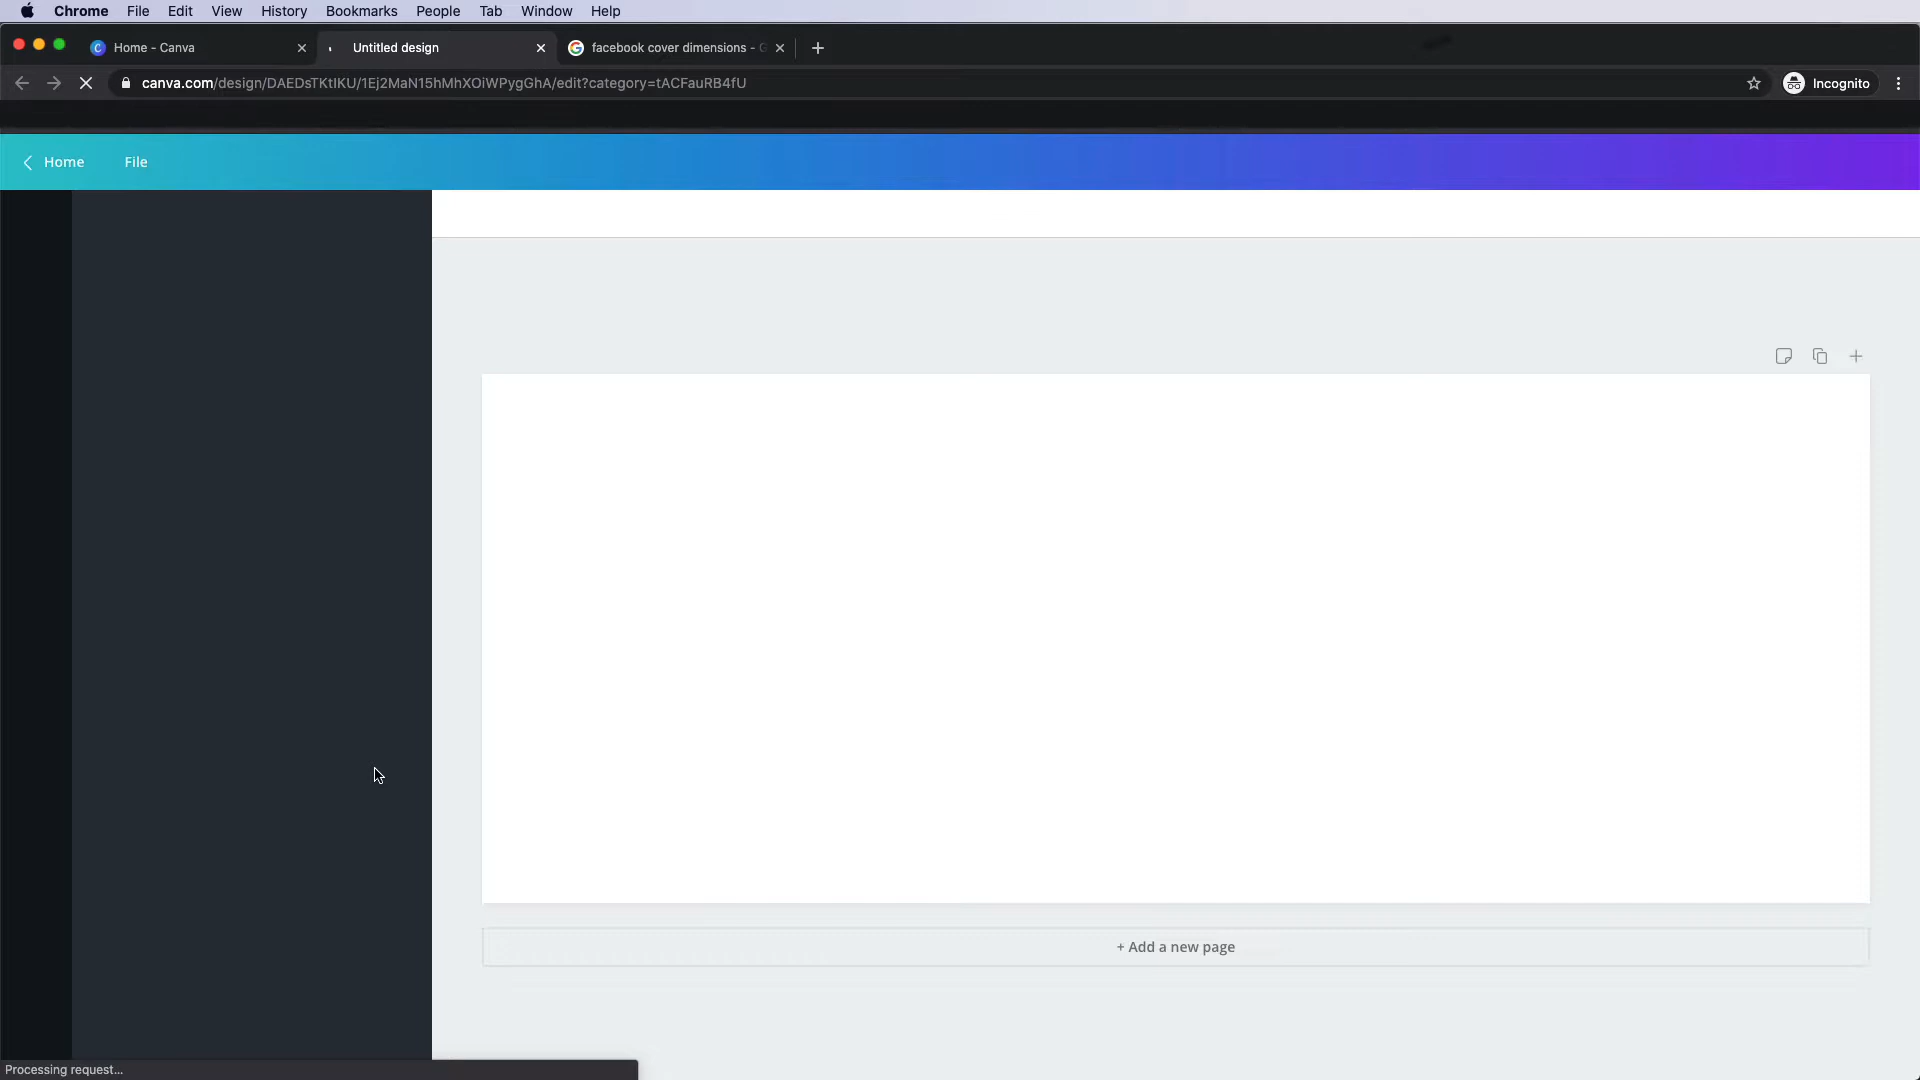 Chrome File Edit View History Bookmarks People Tab Window Help
Home - Canva Untitled design facebook cover dimensions - G
canva.com/design/DAEDsTKtIKU/1Ej2MaN15hMhXOiWPygGhA/edit?category=tACFauRB4fU Incognito
Home File
+ Add a new page
Processing request...